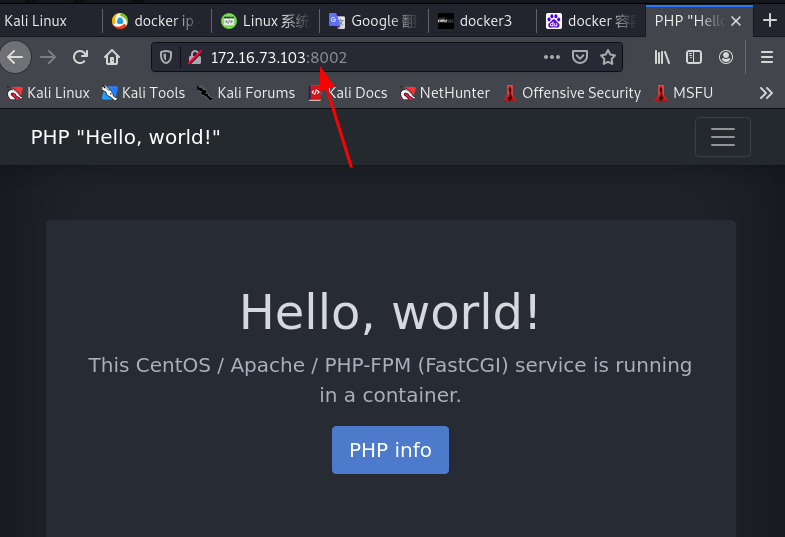 Kali Linux docker ip Linux 系统 Google 翻 docker3 docker 容 PHP "Hell
172.16.73.103:8002
Kali Linux Kali Tools Kali Forums Kali Docs NetHunter Offensive Security MSFU
PHP "Hello, world!"
Hello, world!
This CentOS / Apache / PHP-FPM (FastCGI) service is running
in a container.
PHP info